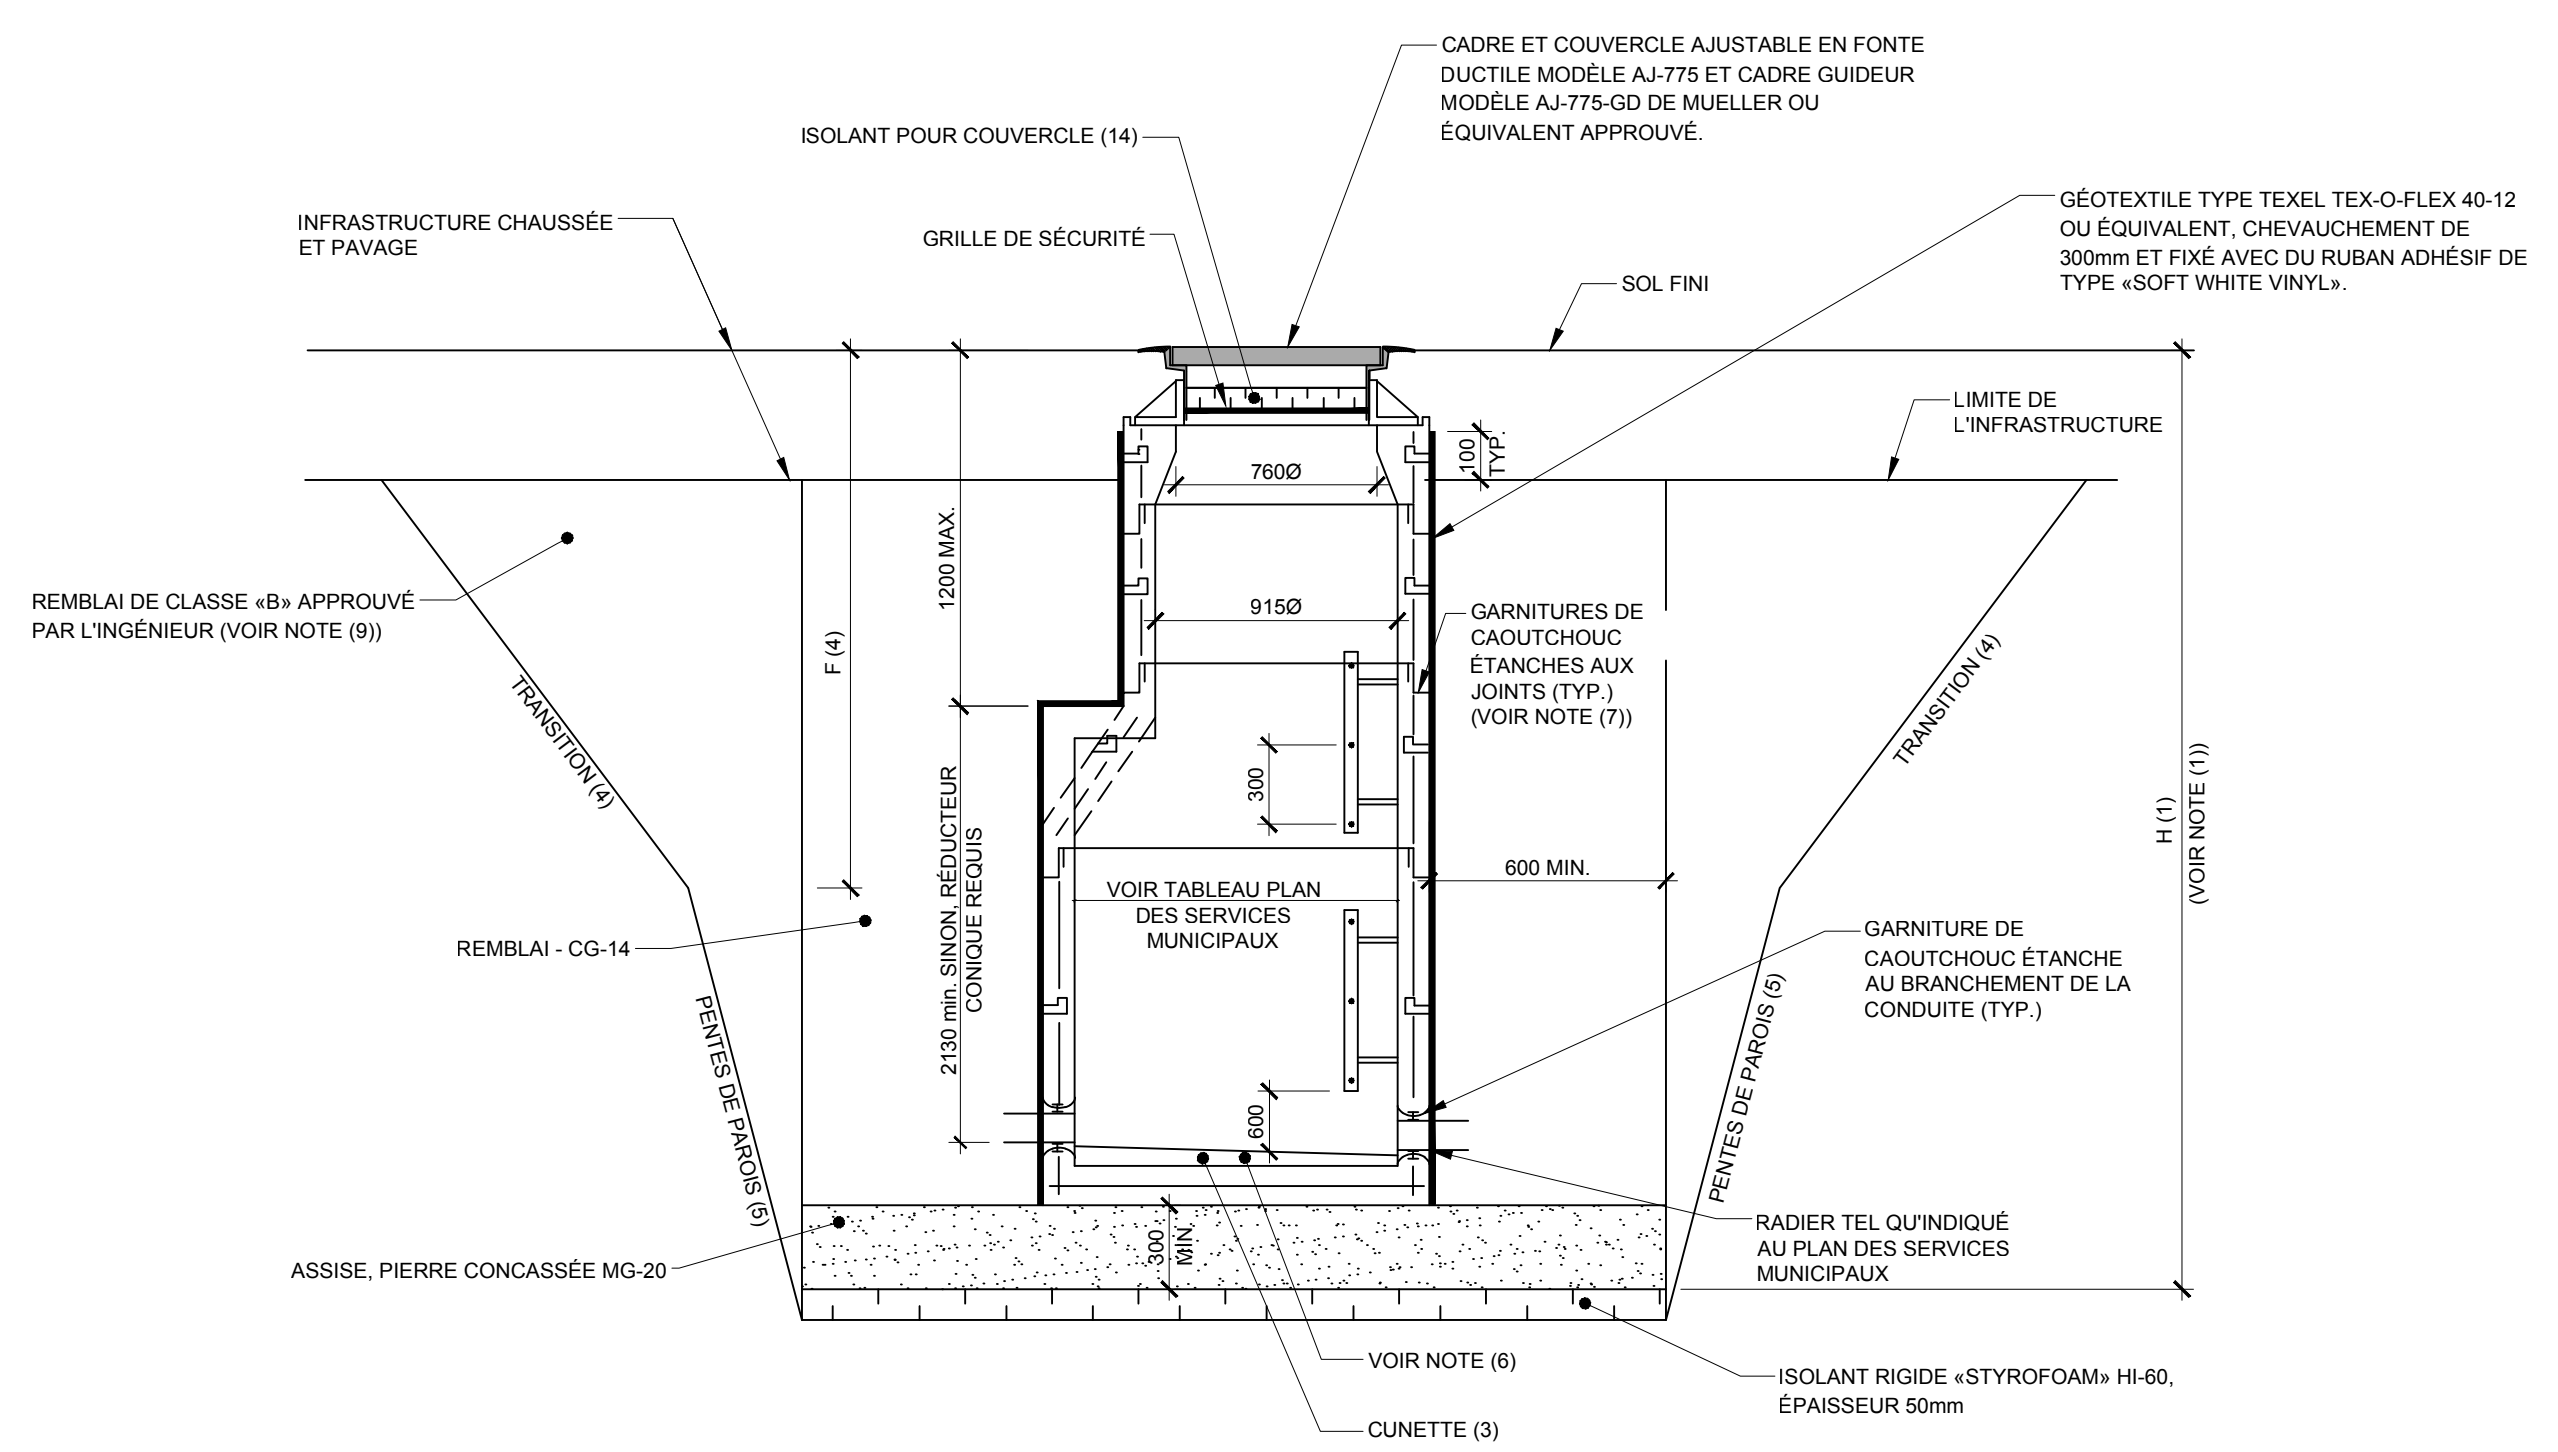 CADRE ET COUVERCLE AJUSTABLE EN FONTE
DUCTILE MODÈLE AJ-775 ET CADRE GUIDEUR
MODÈLE AJ-775-GD DE MUELLER OU
ÉQUIVALENT APPROUVÉ.
ISOLANT POUR COUVERCLE (14)
GÉOTEXTILE TYPE TEXEL TEX-O-FLEX 40-12
OU ÉQUIVALENT, CHEVAUCHEMENT DE
300mm ET FIXÉ AVEC DU RUBAN ADHÉSIF DE
TYPE «SOFT WHITE VINYL».
INFRASTRUCTURE CHAUSSÉE
ET PAVAGE
GRILLE DE SÉCURITÉ
SOL FINI
LIMITE DE
L'INFRASTRUCTURE
100
TYP.
760Ø
1200 MAX.
REMBLAI DE CLASSE «B» APPROUVÉ
PAR L'INGÉNIEUR (VOIR NOTE (9))
F (4)
915Ø
GARNITURES DE
CAOUTCHOUC
ÉTANCHES AUX
JOINTS (TYP.)
(VOIR NOTE (7))
TRANSITION (4)
TRANSITION (4)
300
H (1)
(VOIR NOTE (1))
2130 min. SINON, RÉDUCTEUR
CONIQUE REQUIS
600 MIN.
VOIR TABLEAU PLAN
DES SERVICES
MUNICIPAUX
REMBLAI - CG-14
GARNITURE DE
CAOUTCHOUC ÉTANCHE
AU BRANCHEMENT DE LA
CONDUITE (TYP.)
PENTES DE PAROIS (5)
PENTES DE PAROIS (5)
600
300
MIN
RADIER TEL QU'INDIQUÉ
AU PLAN DES SERVICES
MUNICIPAUX
ASSISE, PIERRE CONCASSÉE MG-20
VOIR NOTE (6)
ISOLANT RIGIDE «STYROFOAM» HI-60,
ÉPAISSEUR 50mm
CUNETTE (3)